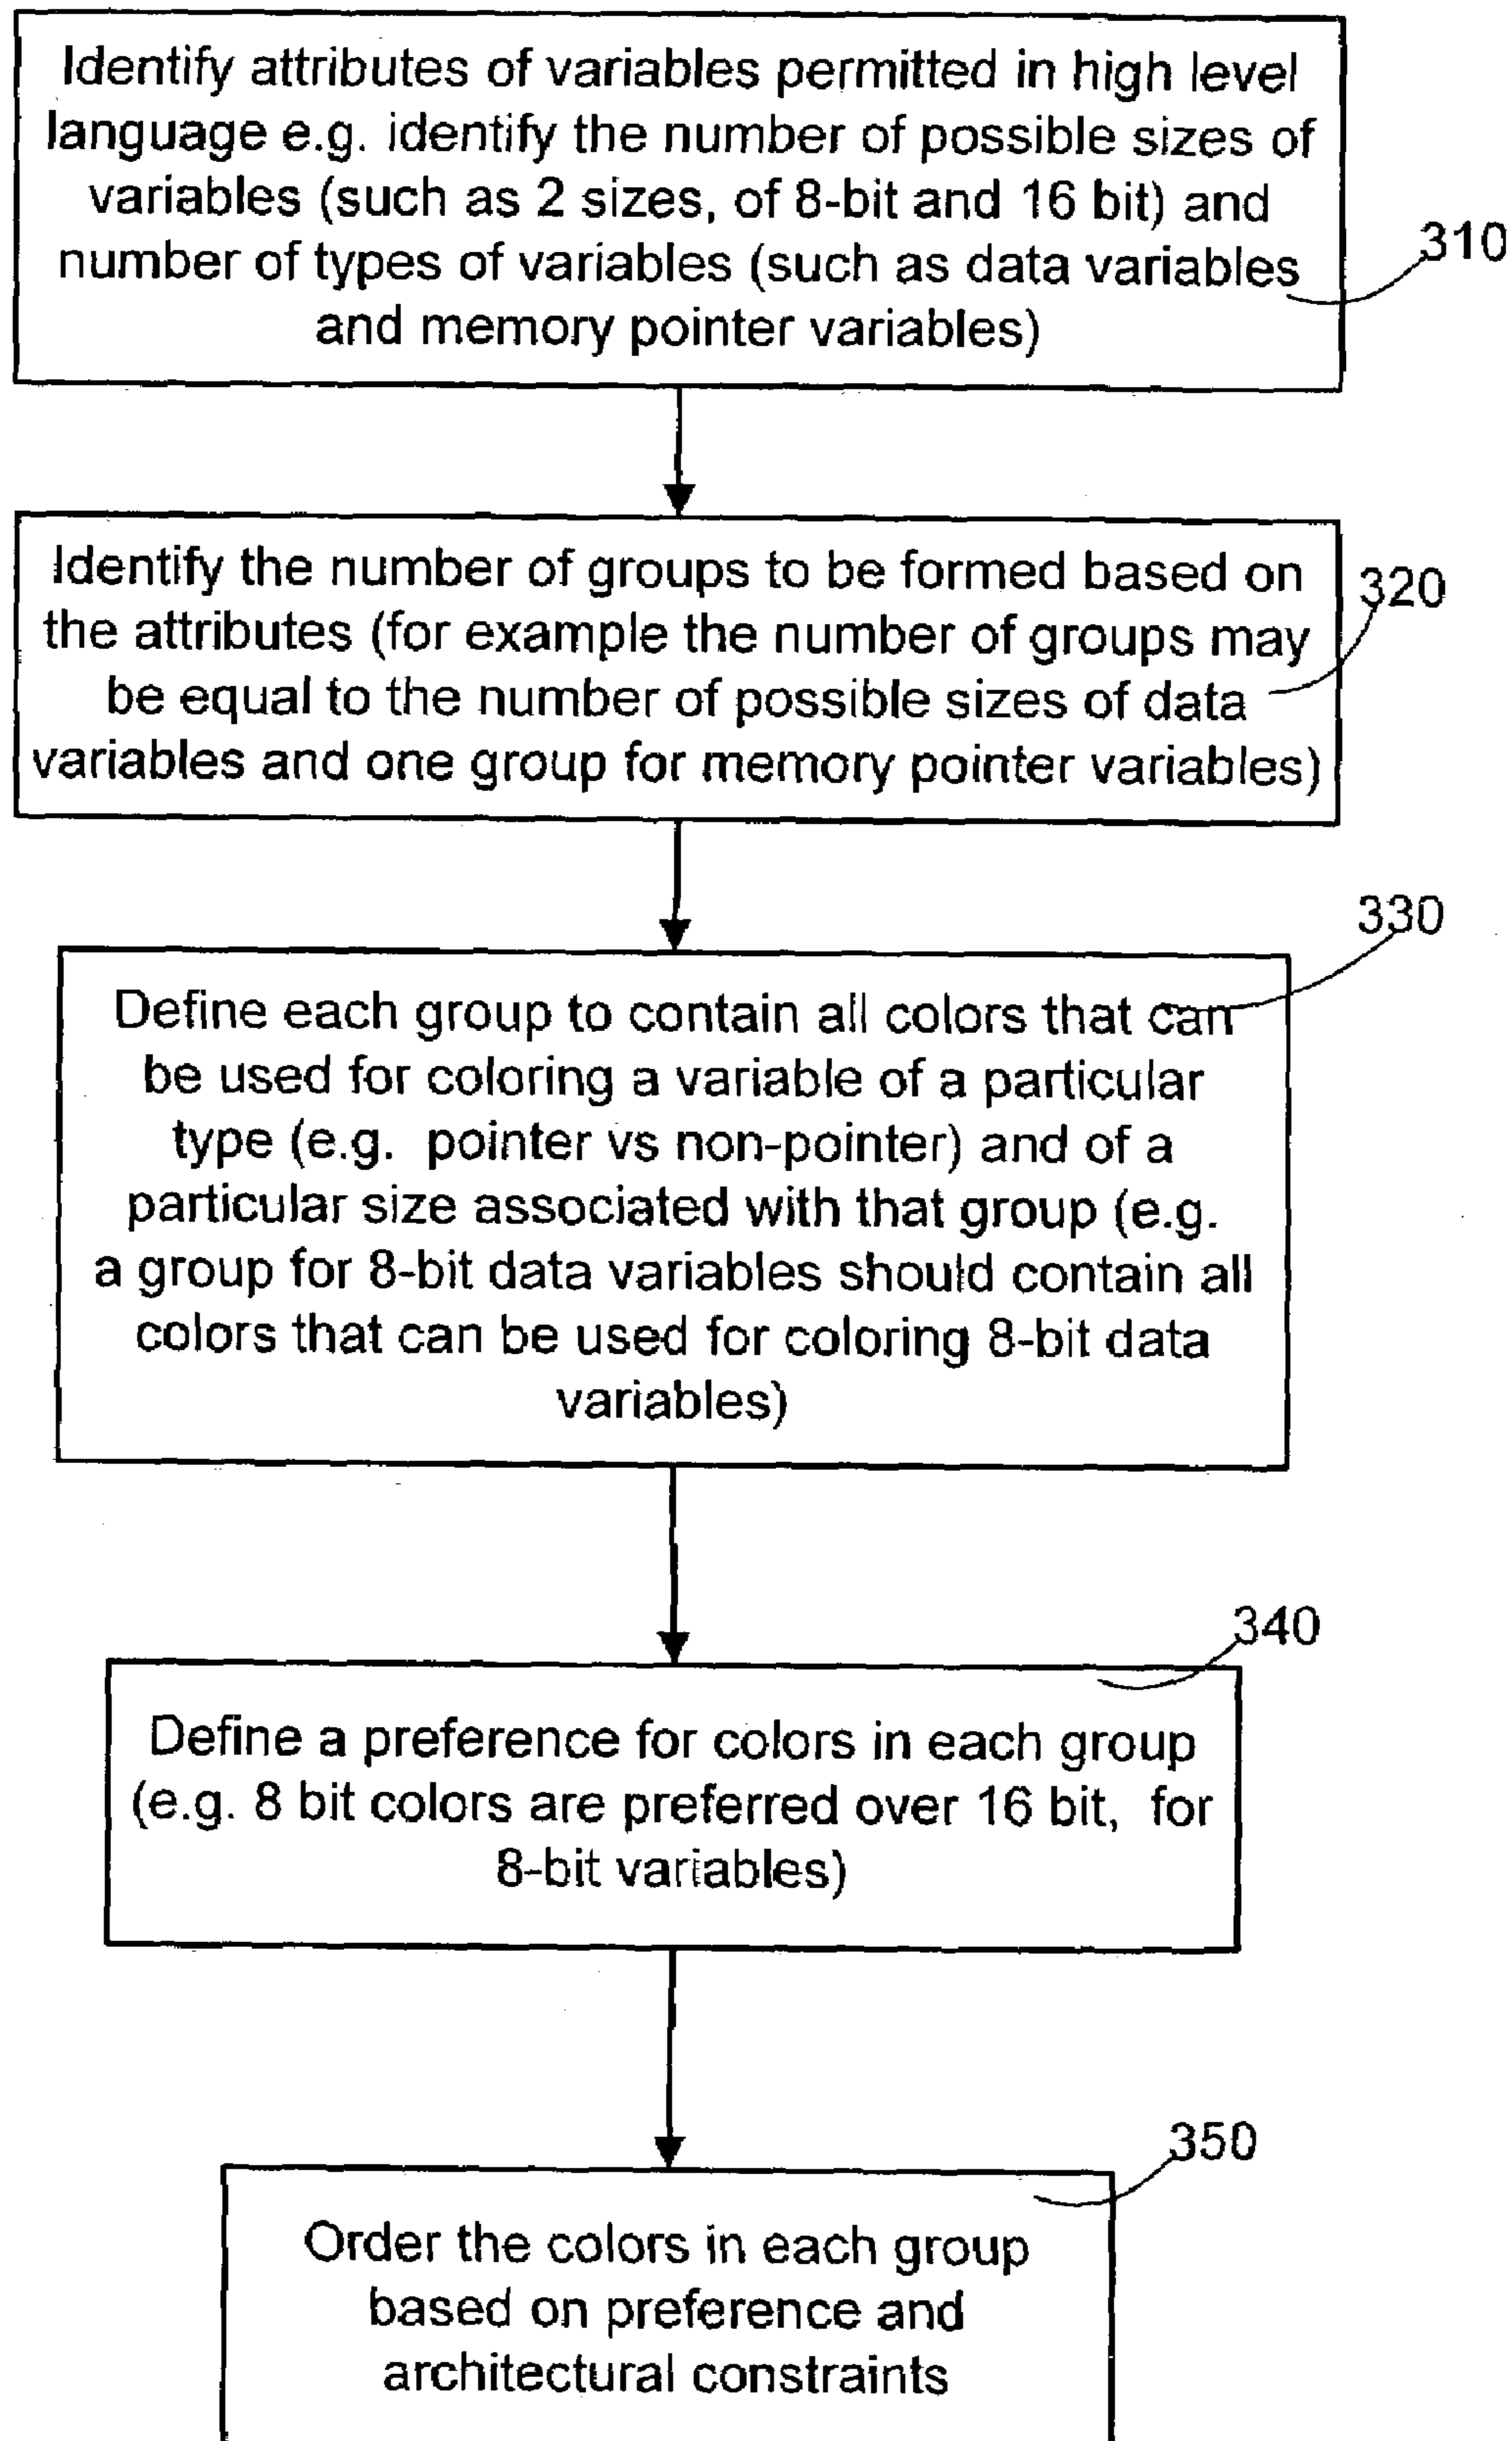 Identify attributes of variables permitted in high level
language e.g. identify the number of possible sizes of
variables (such as 2 sizes, of 8-bit and 16 bit) and
number of types of variables (such as data variables
and memory pointer variables)
310
Identify the number of groups to be formed based on
the attributes (for example the number of groups may
be equal to the number of possible sizes of data
variables and one group for memory pointer variables)
320
330
Define each group to contain all colors that can
be used for coloring a variable of a particular
type (e.g. pointer vs non-pointer) and of a
particular size associated with that group (e.g.
a group for 8-bit data variables should contain all
colors that can be used for coloring 8-bit data
variables)
340
Define a preference for colors in each group
(e.g. 8 bit colors are preferred over 16 bit, for
8-bit variables)
350
Order the colors in each group
based on preference and
architectural constraints